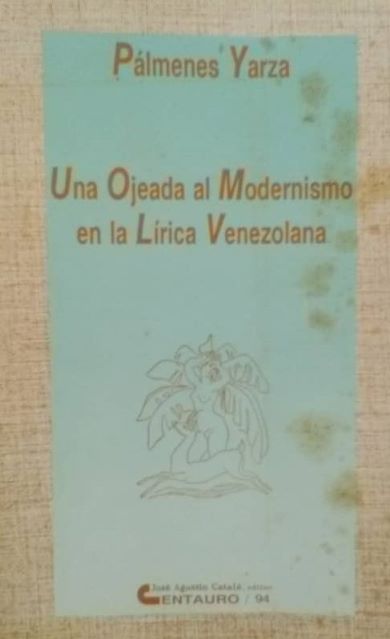 Pálmenes Yarza
Una Ojeada al Modernismo
en la Lírica Venezolana
José Agustín Catalá, editor
CENTAURO / 94